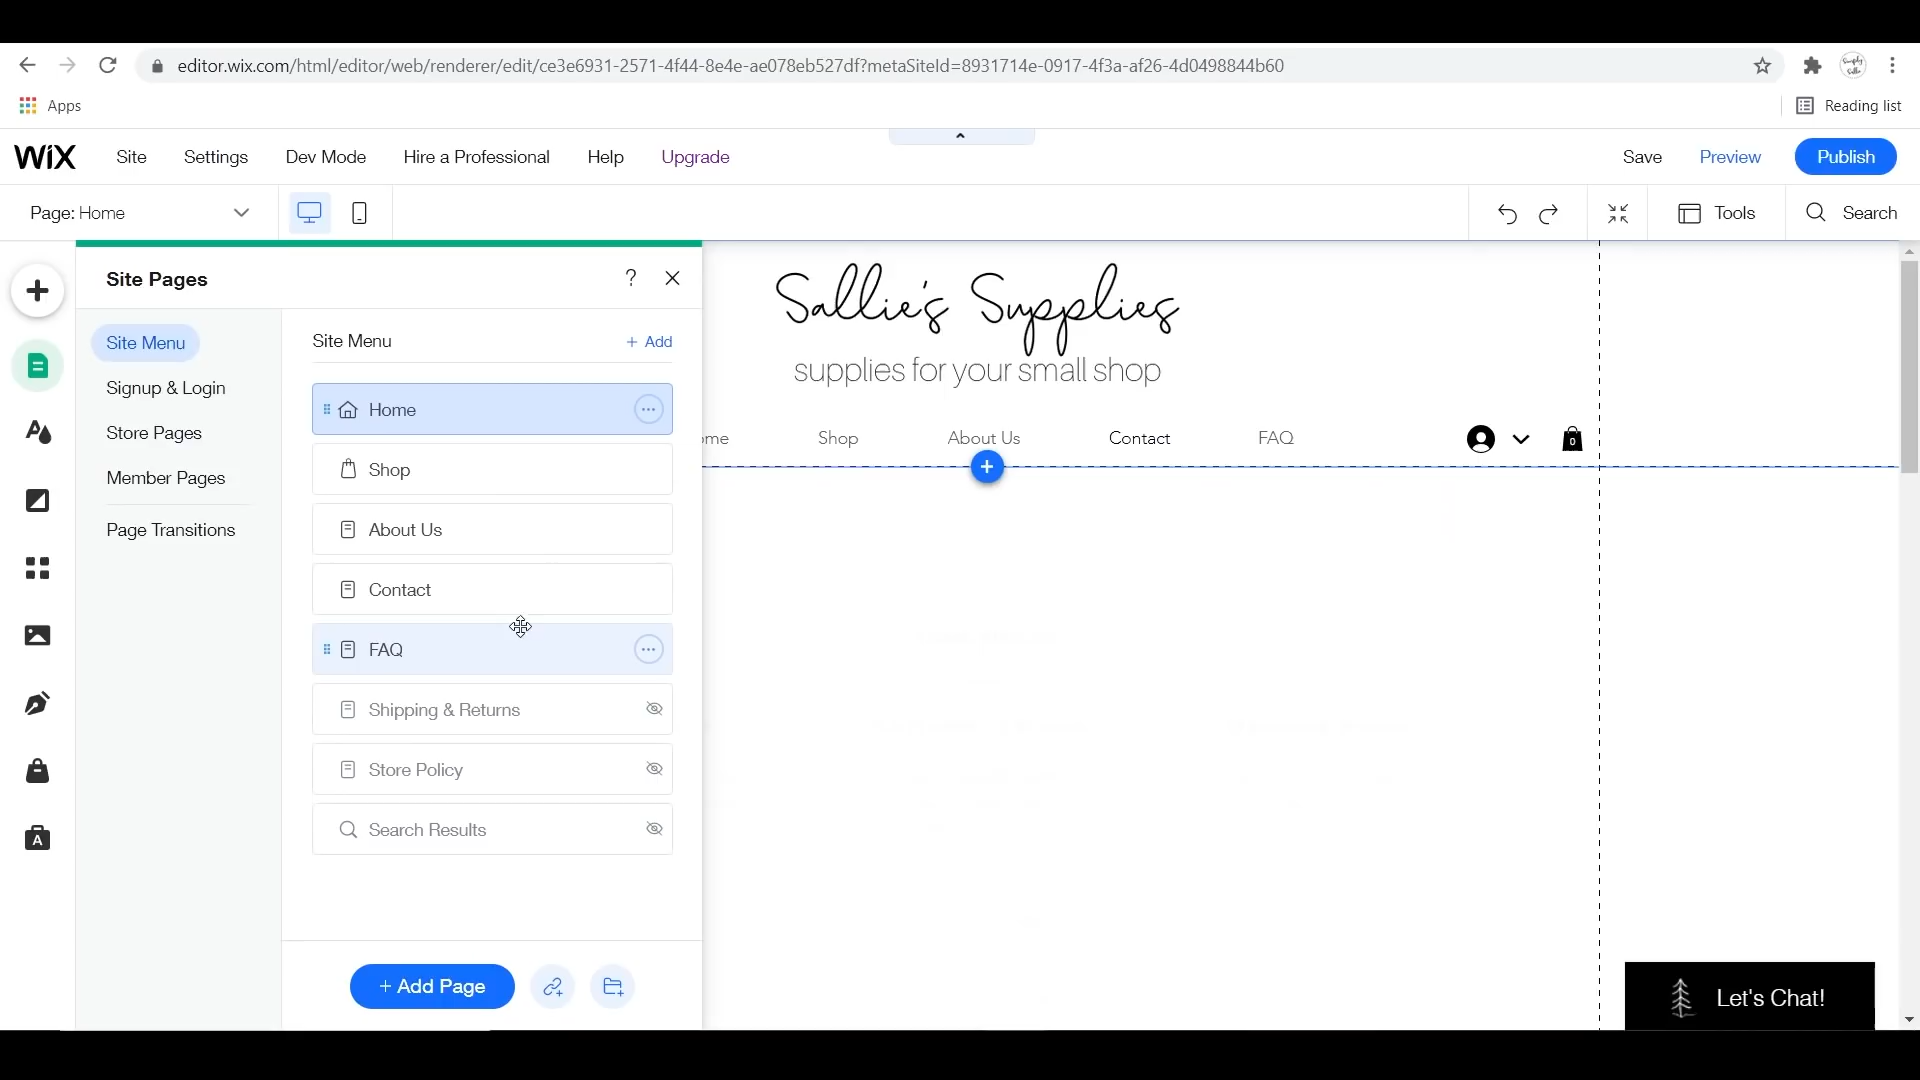 editor.wix.com/html/editor/web/renderer/edit/ce3e6931-2571-4f44-8e4e-ae078eb527df?metaSiteId=8931714e-0917-4f3a-af26-4d0498844b60
Apps
Reading list
WiX Site Settings Dev Mode Hire a Professional Help Upgrade Save Preview Publish
Page: Home Tools Search
Site Pages ? 
Site Menu
Signup & Login
Store Pages
Member Pages
Page Transitions
Site Menu + Add
Home
Shop
About Us
Contact
FAQ
Shipping & Returns
Store Policy
Search Results
+ Add Page
Sallie's Supplies
supplies for your small shop
ome Shop About Us Contact FAQ 0
Let's Chat!